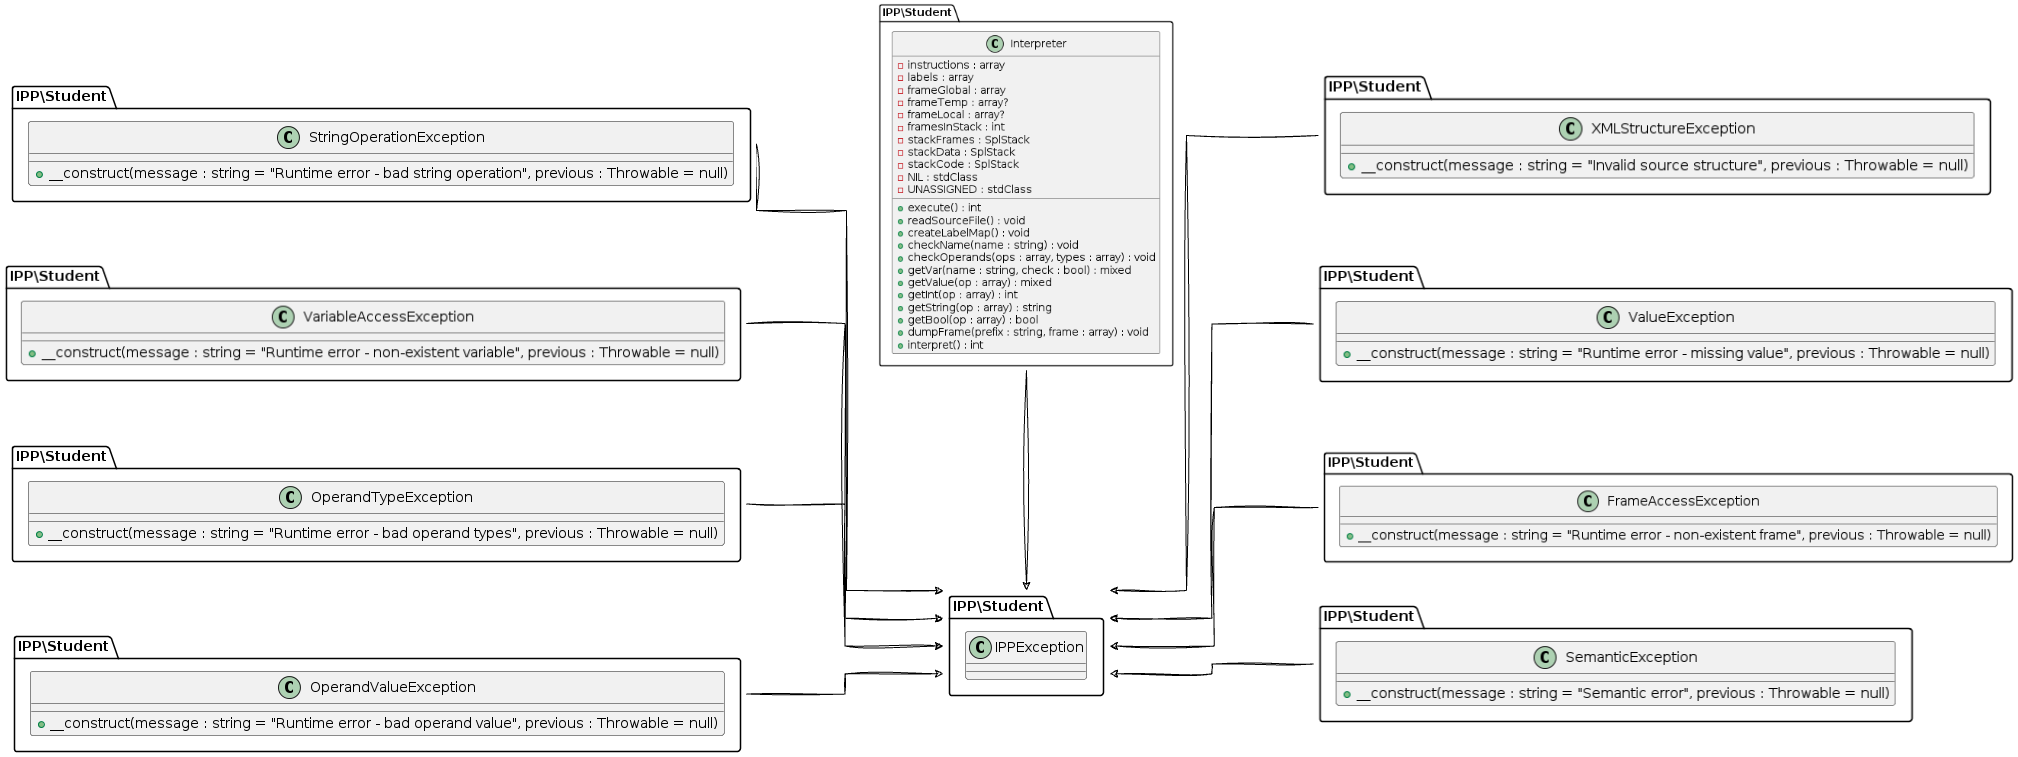 IPP\Student
C StringOperationException
__construct(message : string = "Runtime error - bad string operation", previous : Throwable = null)
IPP\Student
C VariableAccessException
__construct(message : string = "Runtime error - non-existent variable", previous : Throwable = null)
IPP\Student
C OperandTypeException
__construct(message : string = "Runtime error - bad operand types", previous : Throwable = null)
IPP\Student
C OperandValueException
__construct(message : string = "Runtime error - bad operand value", previous : Throwable = null)
IPP\Student
C Interpreter
instructions : array
labels : array
frameGlobal : array
frameTemp : array?
frameLocal : array?
framesInStack : int
stackFrames : SplStack
stackData : SplStack
stackCode : SplStack
NIL : stdClass
UNASSIGNED : stdClass
execute() : int
readSourceFile() : void
createLabelMap() : void
checkName(name : string) : void
checkOperands(ops : array, types : array) : void
getVar(name : string, check : bool) : mixed
getValue(op : array) : mixed
getInt(op : array) : int
getString(op : array) : string
getBool(op : array) : bool
dumpFrame(prefix : string, frame : array) : void
interpret() : int
IPP\Student
C IPPException
IPP\Student
C XMLStructureException
__construct(message : string = "Invalid source structure", previous : Throwable = null)
IPP\Student
C ValueException
__construct(message : string = "Runtime error - missing value", previous : Throwable = null)
IPP\Student
C FrameAccessException
__construct(message : string = "Runtime error - non-existent frame", previous : Throwable = null)
IPP\Student
C SemanticException
__construct(message : string = "Semantic error", previous : Throwable = null)